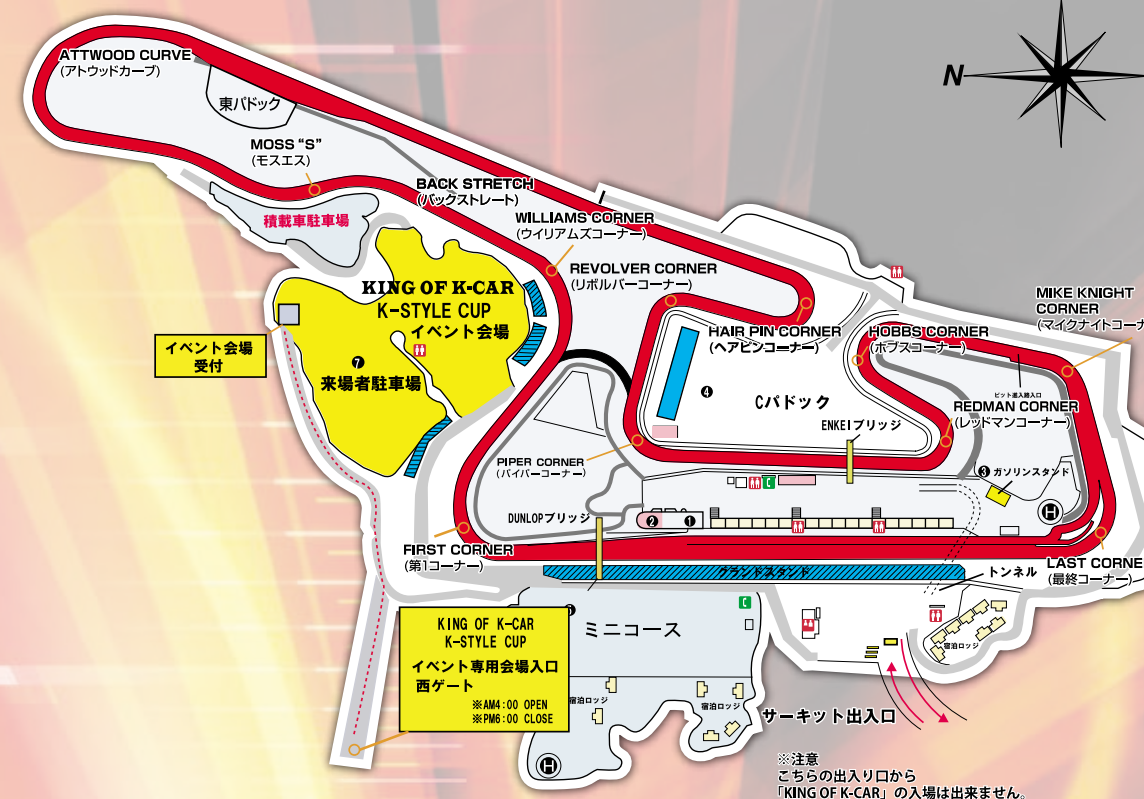 ATTWOOD CURVE
(アトウッドカーブ)
東パドック
N
MOSS “S”
(モスエス)
積載車駐車場
BACK STRETCH
(バックストレート)
WILLIAMS CORNER
(ウイリアムズコーナー)
REVOLVER CORNER
(リボルバーコーナー)
KING OF K-CAR
K-STYLE CUP
イベント会場
イベント会場
受付
❼
来場者駐車場
HAIR PIN CORNER
(ヘアピンコーナー)
HOBBS CORNER
(ホブスコーナー)
MIKE KNIGHT
CORNER
(マイクナイトコーナ
ピット進入路入口
REDMAN CORNER
(レッドマンコーナー)
❹
Cパドック
ENKEIブリッジ
PIPER CORNER
(パイパーコーナー)
❸ ガソリンスタンド
H
DUNLOPブリッジ
❷
❶
FIRST CORNER
(第1コーナー)
グランドスタンド
トンネル
LAST CORNE
(最終コーナー)
KING OF K-CAR
K-STYLE CUP
イベント専用会場入口
西ゲート
※AM4:00 OPEN
※PM6:00 CLOSE
ミニコース
宿泊ロッジ
宿泊ロッジ
宿泊ロッジ
H
サーキット出入口
※注意
こちらの出入り口から
「KING OF K-CAR」の入場は出来ません。